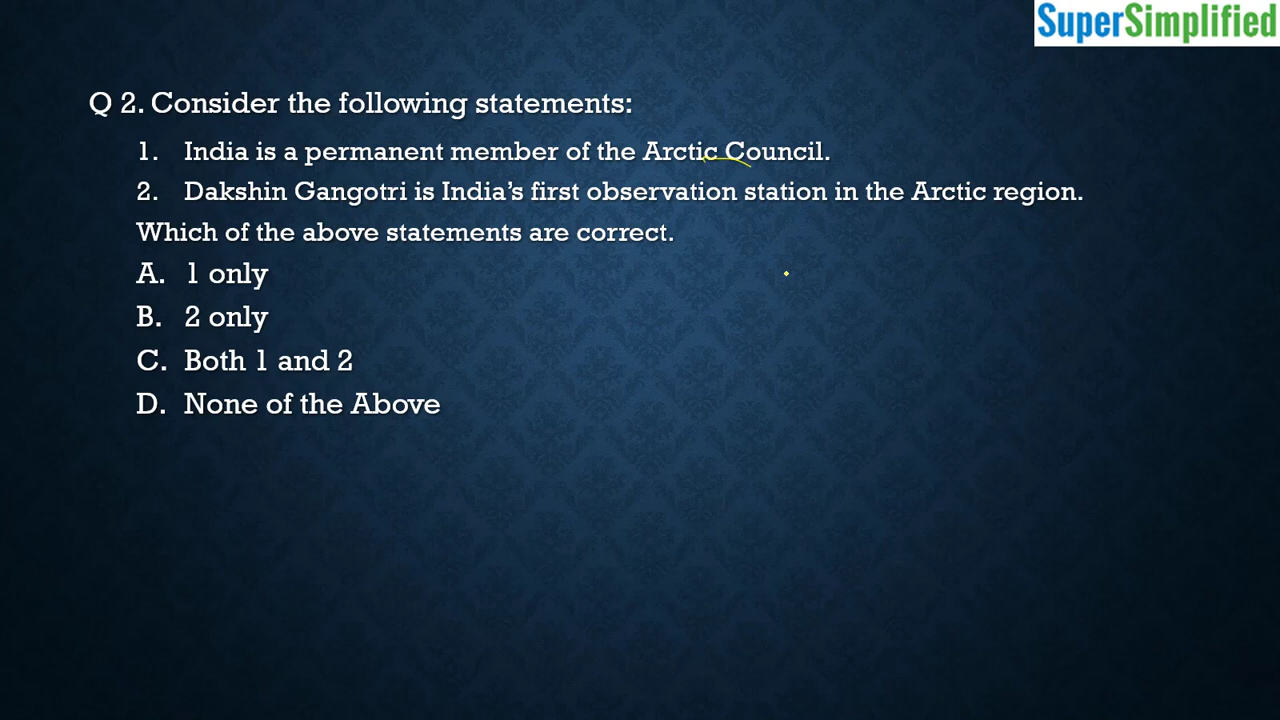 SuperSimplified
Q 2. Consider the following statements:
1. India is a permanent member of the Arctic Council.
2. Dakshin Gangotri is India’s first observation station in the Arctic region.
Which of the above statements are correct.
A. 1 only
B. 2 only
C. Both 1 and 2
D. None of the Above